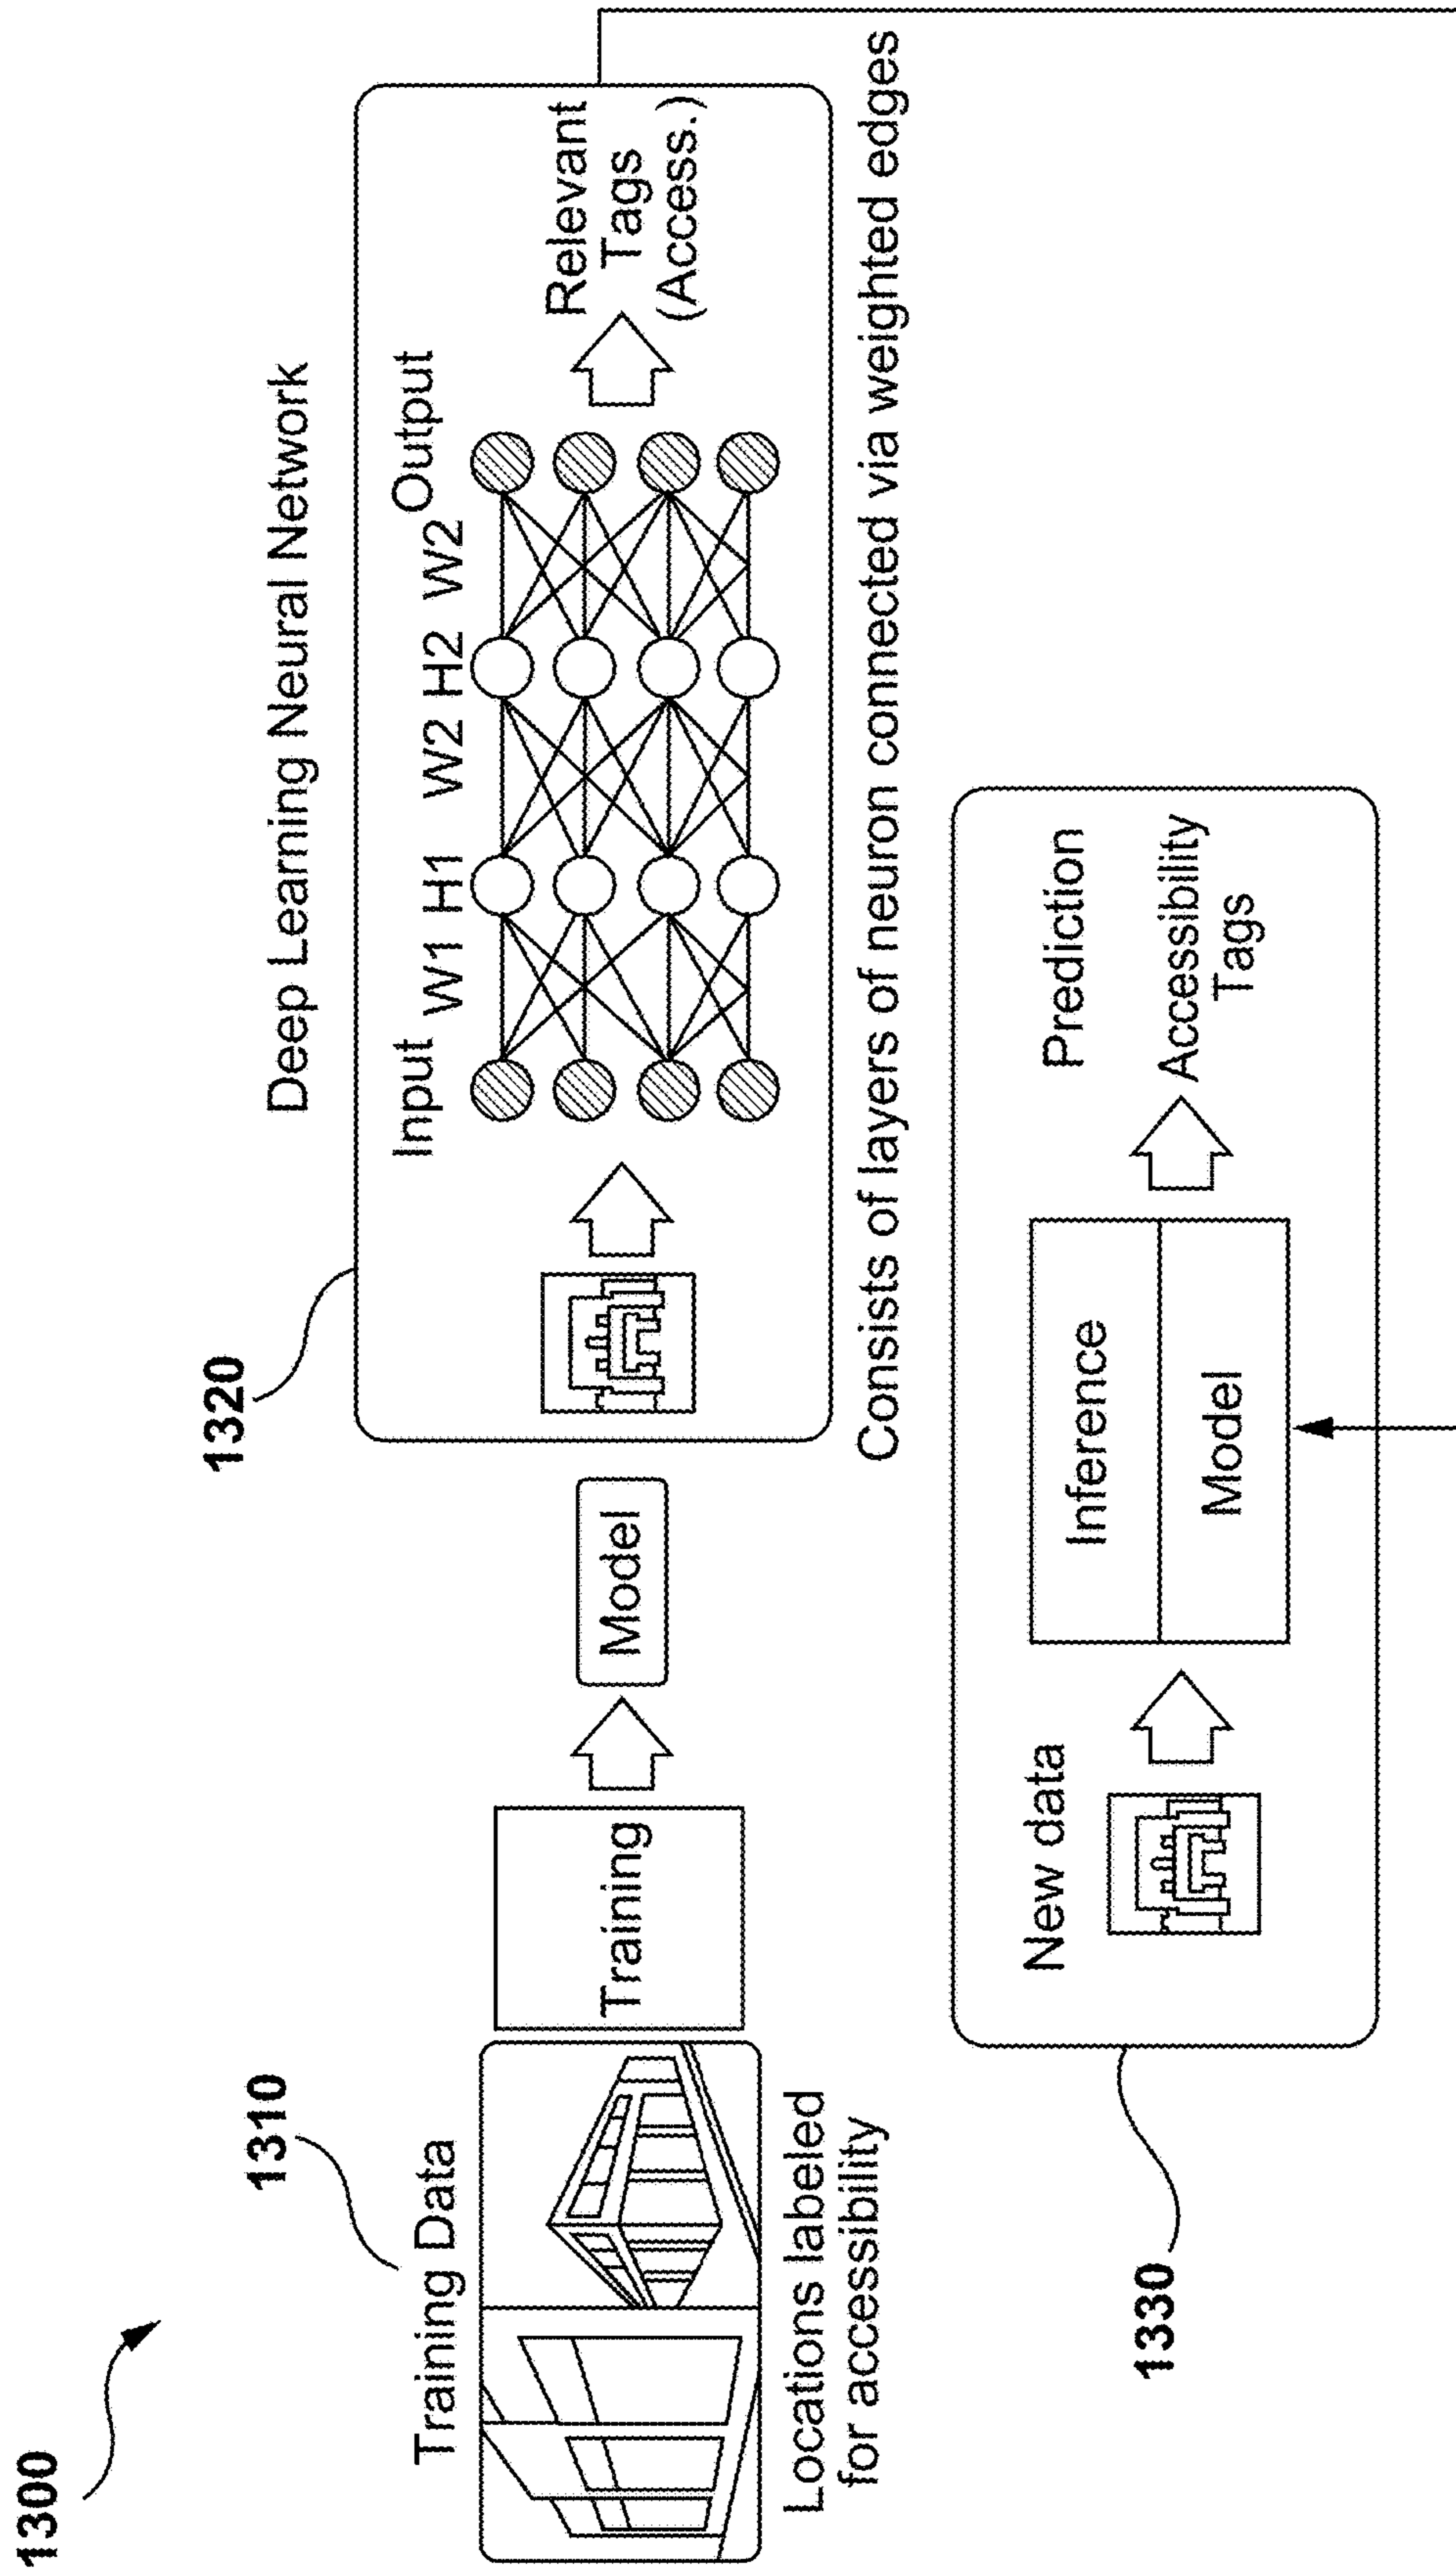 1300
1310
Training Data
Locations labeled
for accessibility
Training
Model
1320
Deep Learning Neural Network
Input
W1
H1
W2
H2
W2
Output
Relevant
Tags
(Access.)
Consists of layers of neuron connected via weighted edges
1330
New data
Inference
Model
Prediction
Accessibility
Tags